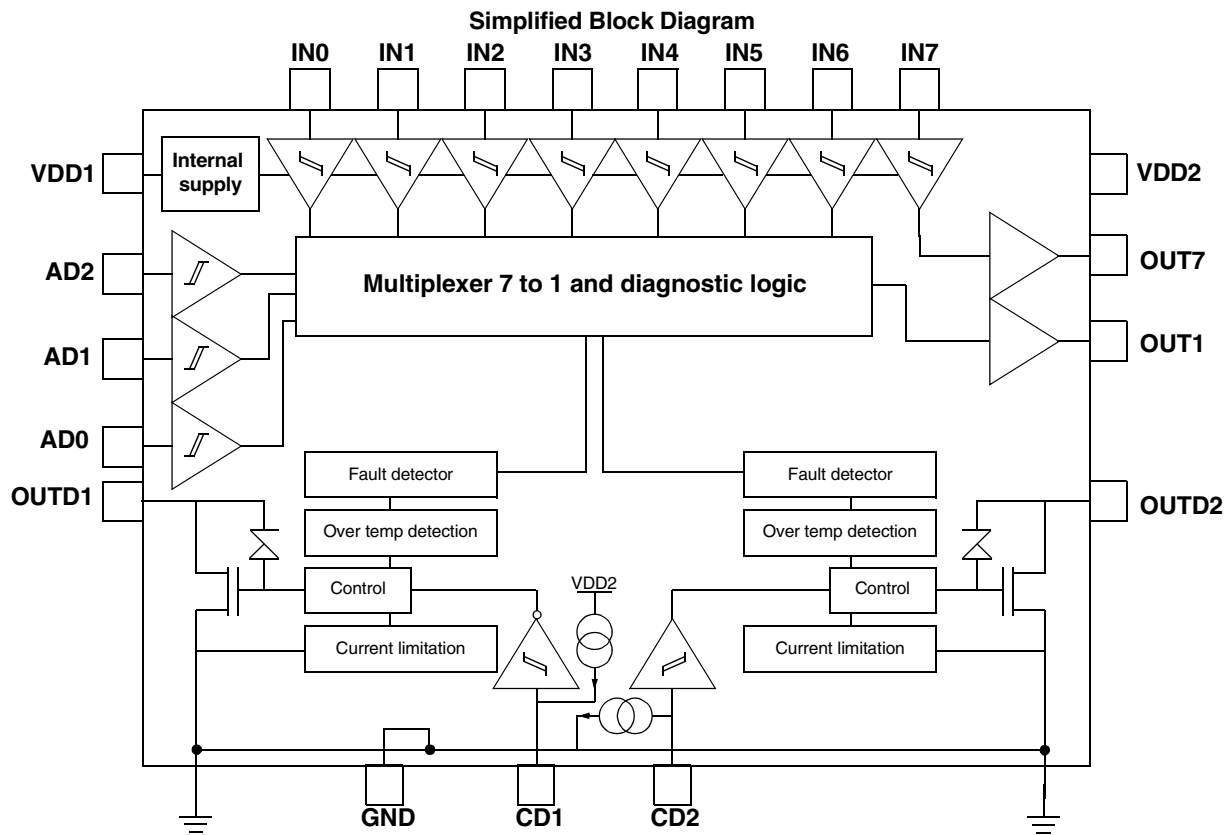 Simplified Block Diagram
IN0 IN1 IN2 IN3 IN4 IN5 IN6 IN7
VDD1
Internal
supply
VDD2
AD2
Multiplexer 7 to 1 and diagnostic logic
OUT7
AD1
OUT1
AD0
Fault detector
Fault detector
OUTD1
OUTD2
Over temp detection
Over temp detection
Control
VDD2
Control
Current limitation
Current limitation
GND
CD1
CD2